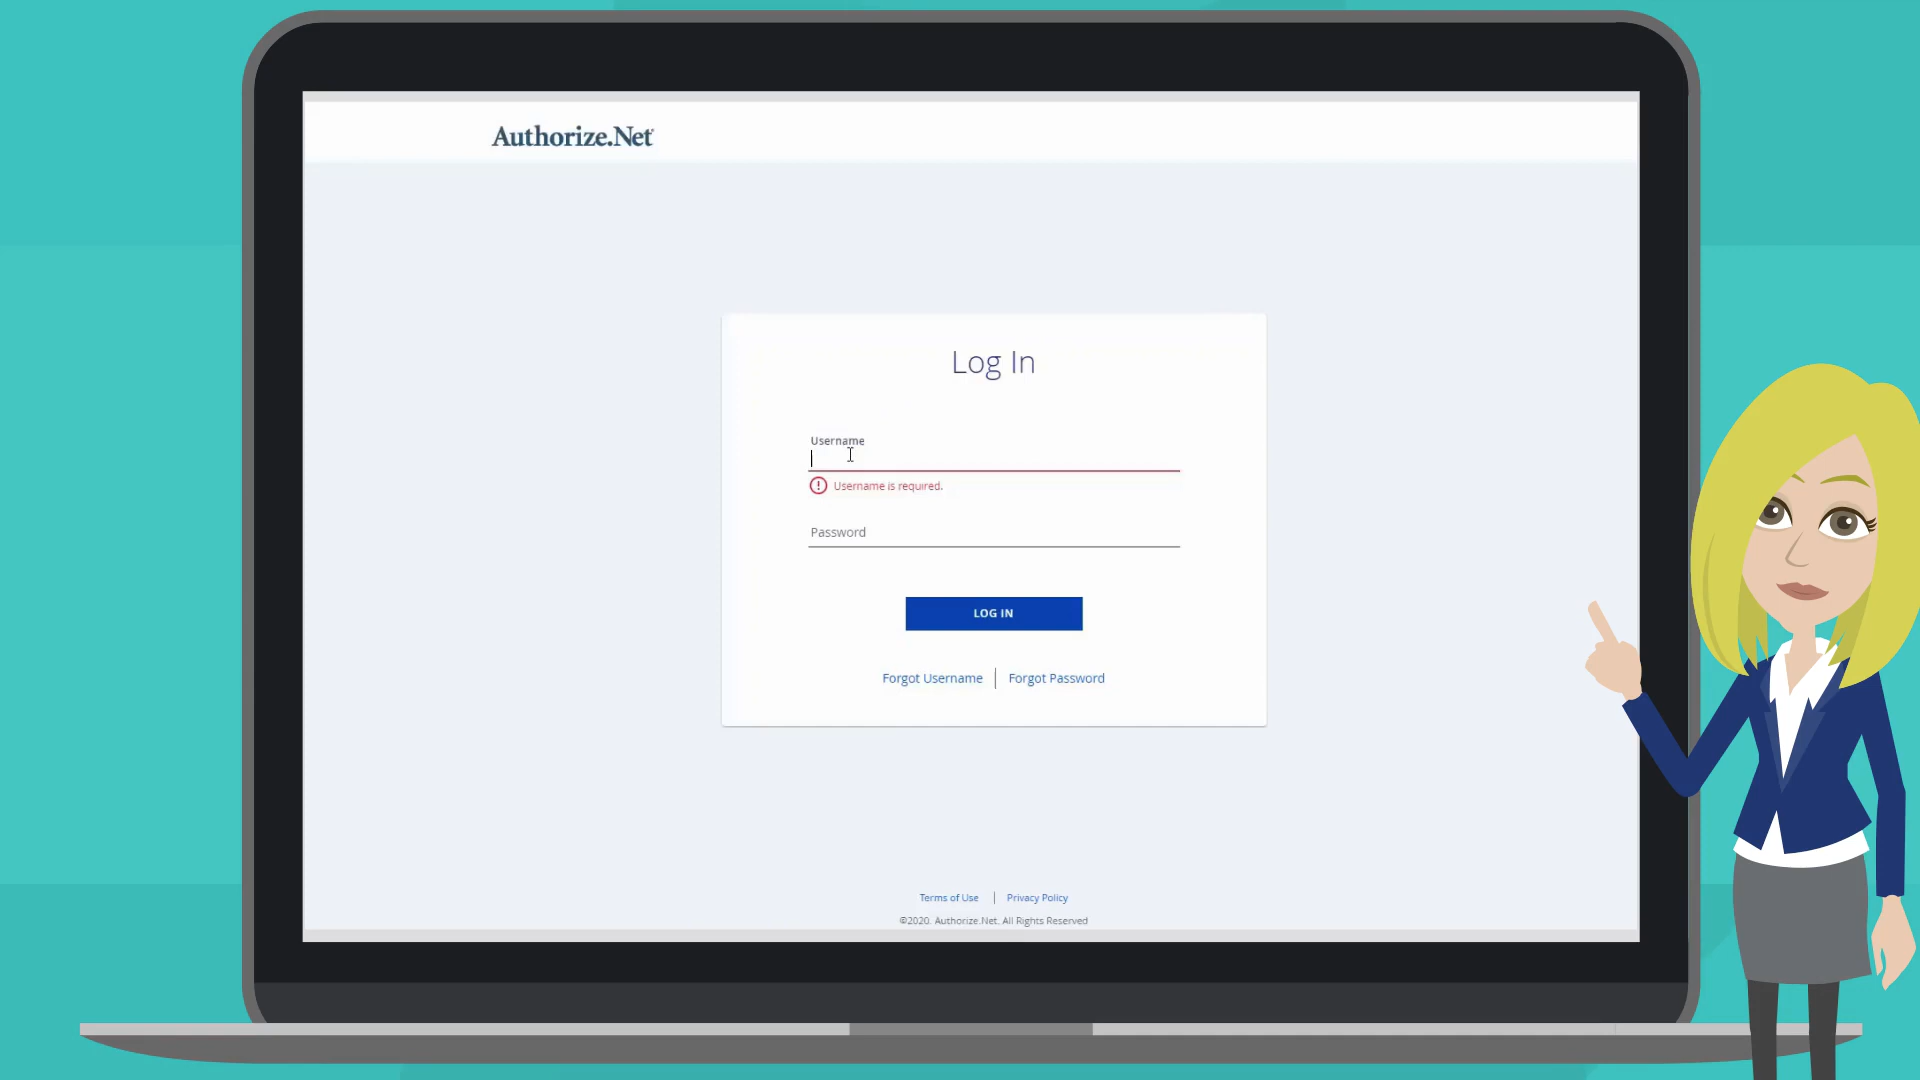 Authorize.Net
Log In
Username
Username is required.
Password
LOG IN
Forgot Username | Forgot Password
Terms of Use | Privacy Policy
©2020. Authorize.Net. All Rights Reserved